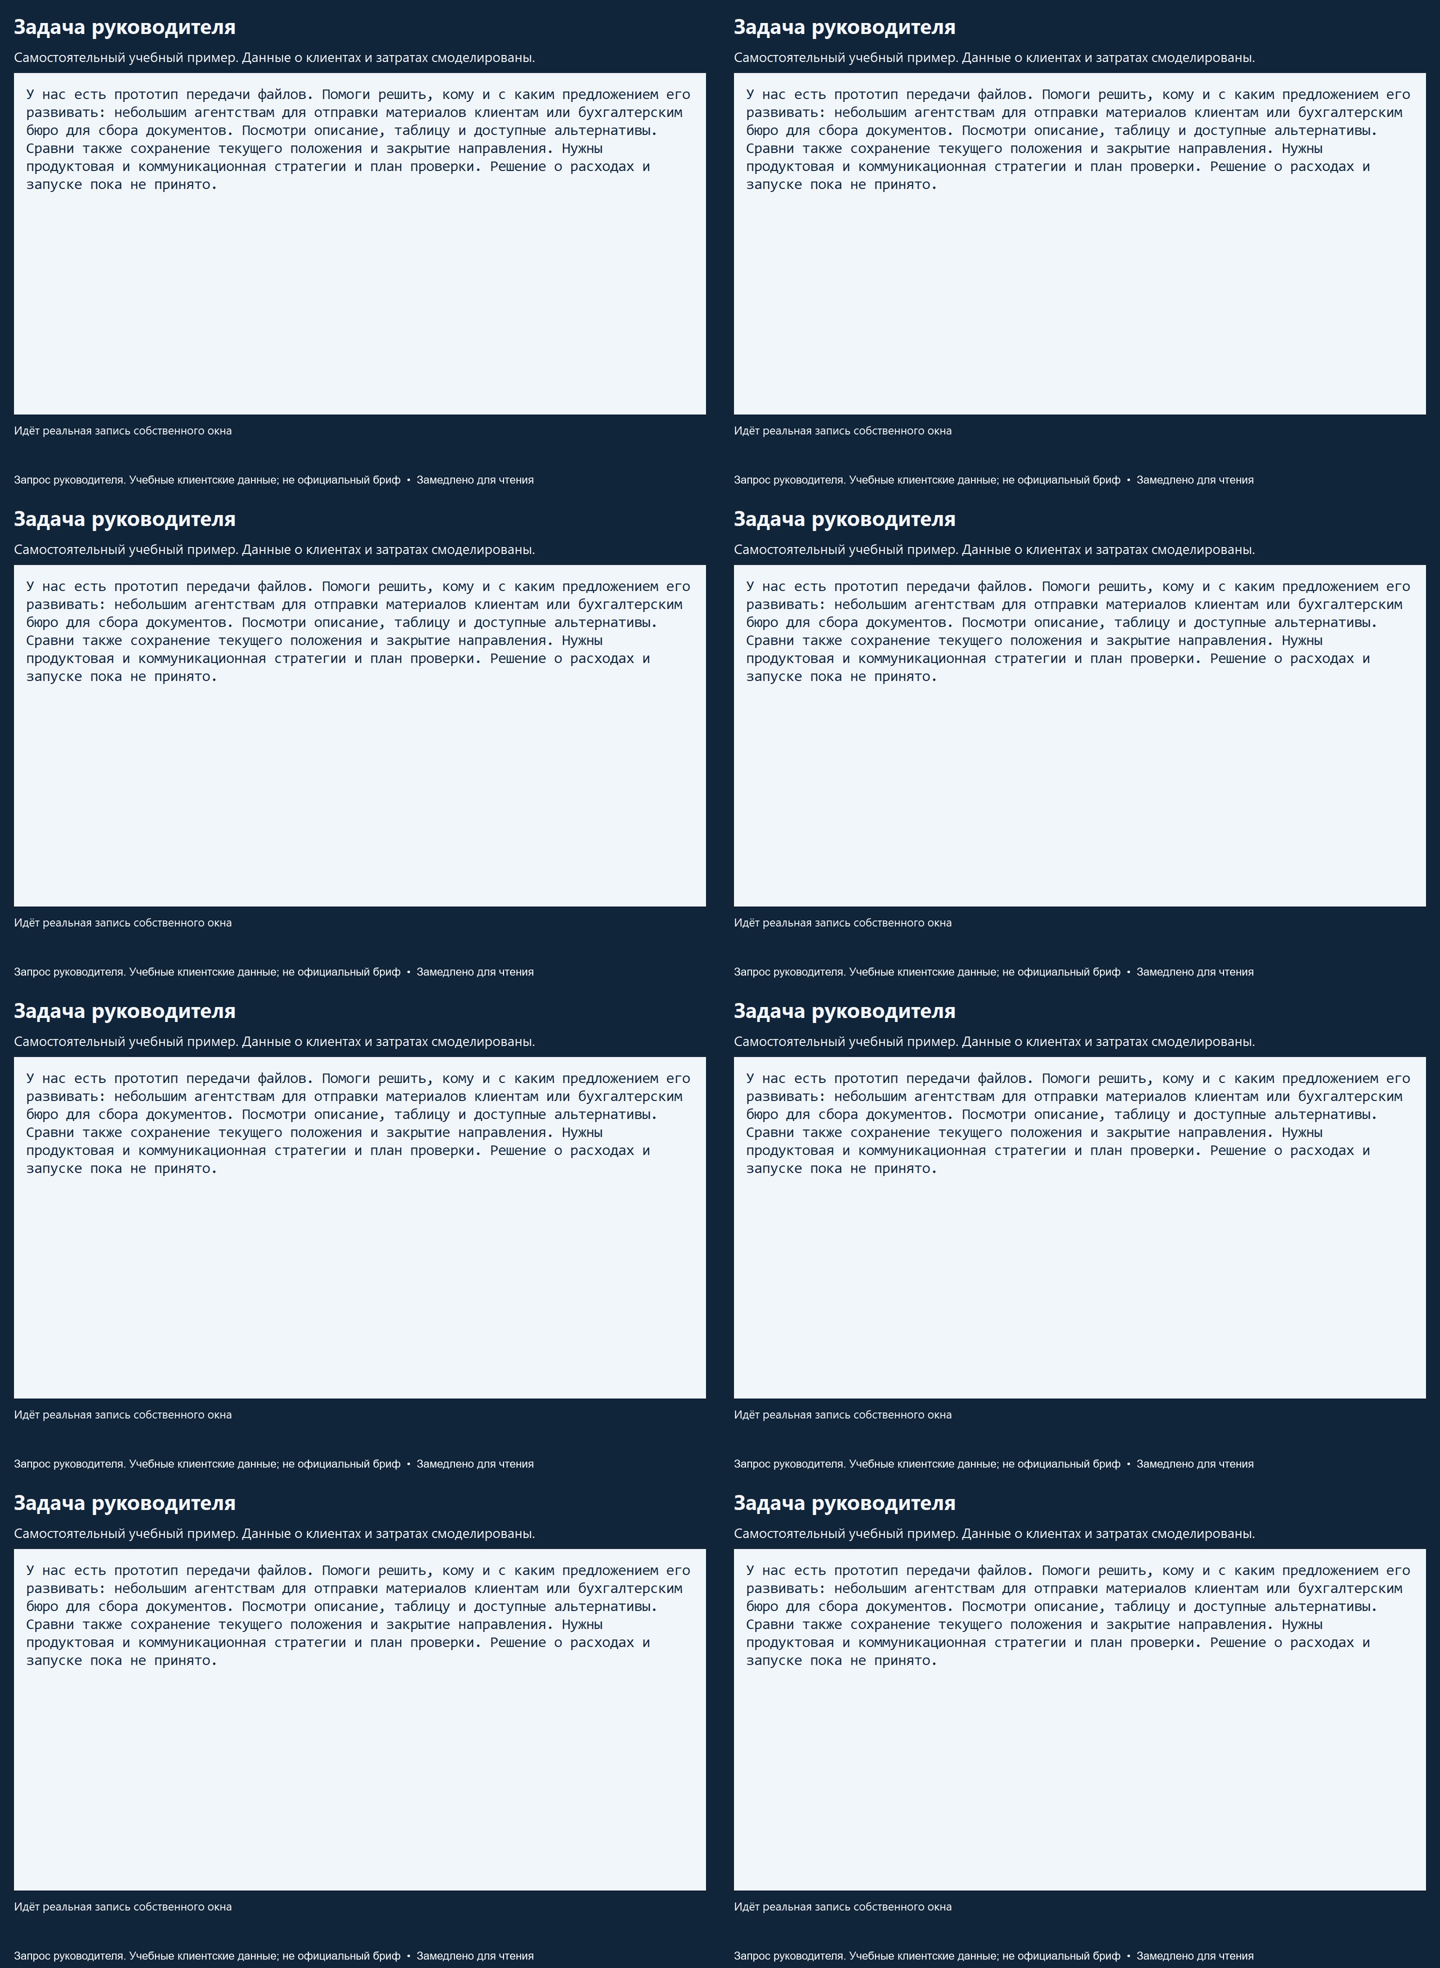 Задача руководителя
Самостоятельный учебный пример. Данные о клиентах и затратах смоделированы.
У нас есть прототип передачи файлов. Помоги решить, кому и с каким предложением его
развивать: небольшим агентствам для отправки материалов клиентам или бухгалтерским
бюро для сбора документов. Посмотри описание, таблицу и доступные альтернативы.
Сравни также сохранение текущего положения и закрытие направления. Нужны
продуктовая и коммуникационная стратегии и план проверки. Решение о расходах и
запуске пока не принято.
Идёт реальная запись собственного окна
Запрос руководителя. Учебные клиентские данные; не официальный бриф • Замедлено для чтения
Задача руководителя
Самостоятельный учебный пример. Данные о клиентах и затратах смоделированы.
У нас есть прототип передачи файлов. Помоги решить, кому и с каким предложением его
развивать: небольшим агентствам для отправки материалов клиентам или бухгалтерским
бюро для сбора документов. Посмотри описание, таблицу и доступные альтернативы.
Сравни также сохранение текущего положения и закрытие направления. Нужны
продуктовая и коммуникационная стратегии и план проверки. Решение о расходах и
запуске пока не принято.
Идёт реальная запись собственного окна
Запрос руководителя. Учебные клиентские данные; не официальный бриф • Замедлено для чтения
Задача руководителя
Самостоятельный учебный пример. Данные о клиентах и затратах смоделированы.
У нас есть прототип передачи файлов. Помоги решить, кому и с каким предложением его
развивать: небольшим агентствам для отправки материалов клиентам или бухгалтерским
бюро для сбора документов. Посмотри описание, таблицу и доступные альтернативы.
Сравни также сохранение текущего положения и закрытие направления. Нужны
продуктовая и коммуникационная стратегии и план проверки. Решение о расходах и
запуске пока не принято.
Идёт реальная запись собственного окна
Запрос руководителя. Учебные клиентские данные; не официальный бриф • Замедлено для чтения
Задача руководителя
Самостоятельный учебный пример. Данные о клиентах и затратах смоделированы.
У нас есть прототип передачи файлов. Помоги решить, кому и с каким предложением его
развивать: небольшим агентствам для отправки материалов клиентам или бухгалтерским
бюро для сбора документов. Посмотри описание, таблицу и доступные альтернативы.
Сравни также сохранение текущего положения и закрытие направления. Нужны
продуктовая и коммуникационная стратегии и план проверки. Решение о расходах и
запуске пока не принято.
Идёт реальная запись собственного окна
Запрос руководителя. Учебные клиентские данные; не официальный бриф • Замедлено для чтения
Задача руководителя
Самостоятельный учебный пример. Данные о клиентах и затратах смоделированы.
У нас есть прототип передачи файлов. Помоги решить, кому и с каким предложением его
развивать: небольшим агентствам для отправки материалов клиентам или бухгалтерским
бюро для сбора документов. Посмотри описание, таблицу и доступные альтернативы.
Сравни также сохранение текущего положения и закрытие направления. Нужны
продуктовая и коммуникационная стратегии и план проверки. Решение о расходах и
запуске пока не принято.
Идёт реальная запись собственного окна
Запрос руководителя. Учебные клиентские данные; не официальный бриф • Замедлено для чтения
Задача руководителя
Самостоятельный учебный пример. Данные о клиентах и затратах смоделированы.
У нас есть прототип передачи файлов. Помоги решить, кому и с каким предложением его
развивать: небольшим агентствам для отправки материалов клиентам или бухгалтерским
бюро для сбора документов. Посмотри описание, таблицу и доступные альтернативы.
Сравни также сохранение текущего положения и закрытие направления. Нужны
продуктовая и коммуникационная стратегии и план проверки. Решение о расходах и
запуске пока не принято.
Идёт реальная запись собственного окна
Запрос руководителя. Учебные клиентские данные; не официальный бриф • Замедлено для чтения
Задача руководителя
Самостоятельный учебный пример. Данные о клиентах и затратах смоделированы.
У нас есть прототип передачи файлов. Помоги решить, кому и с каким предложением его
развивать: небольшим агентствам для отправки материалов клиентам или бухгалтерским
бюро для сбора документов. Посмотри описание, таблицу и доступные альтернативы.
Сравни также сохранение текущего положения и закрытие направления. Нужны
продуктовая и коммуникационная стратегии и план проверки. Решение о расходах и
запуске пока не принято.
Идёт реальная запись собственного окна
Запрос руководителя. Учебные клиентские данные; не официальный бриф • Замедлено для чтения
Задача руководителя
Самостоятельный учебный пример. Данные о клиентах и затратах смоделированы.
У нас есть прототип передачи файлов. Помоги решить, кому и с каким предложением его
развивать: небольшим агентствам для отправки материалов клиентам или бухгалтерским
бюро для сбора документов. Посмотри описание, таблицу и доступные альтернативы.
Сравни также сохранение текущего положения и закрытие направления. Нужны
продуктовая и коммуникационная стратегии и план проверки. Решение о расходах и
запуске пока не принято.
Идёт реальная запись собственного окна
Запрос руководителя. Учебные клиентские данные; не официальный бриф • Замедлено для чтения